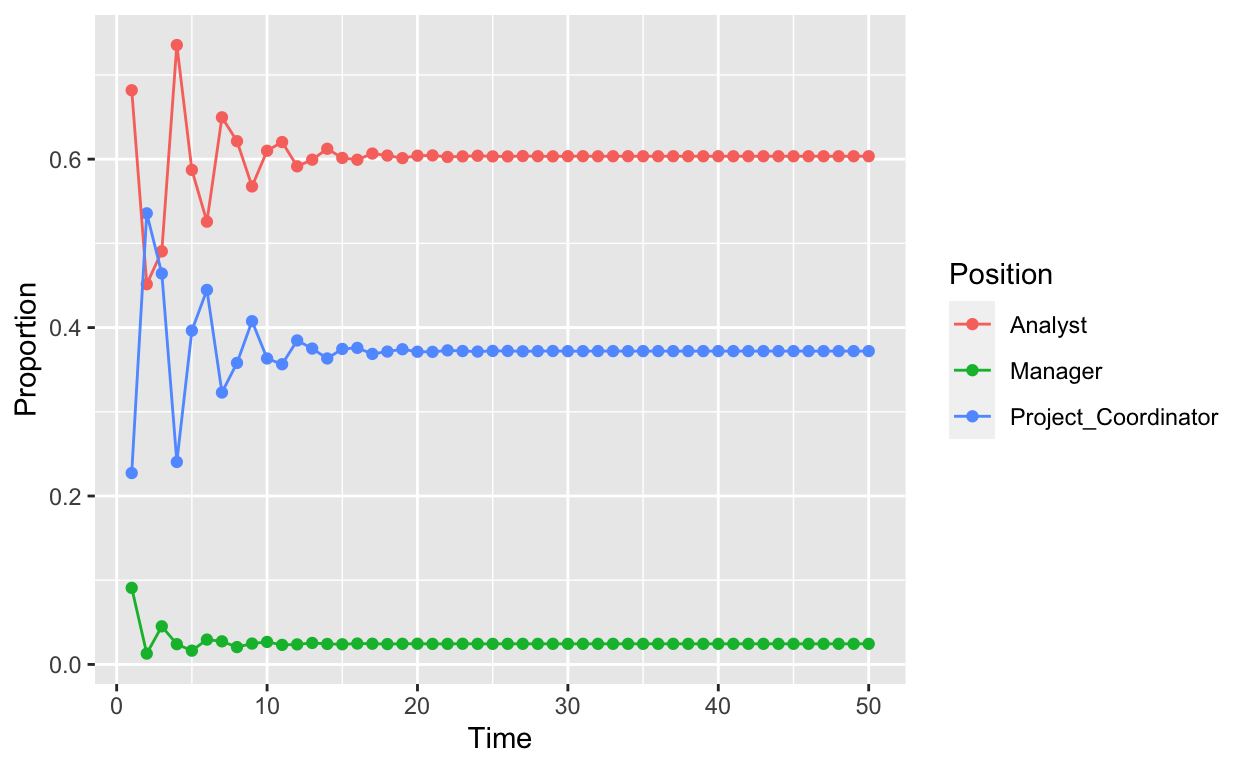 Proportion
0.6
0.4
0.2
0.0
0 10 20 30 40 50
Time
Position
Analyst
Manager
Project_Coordinator